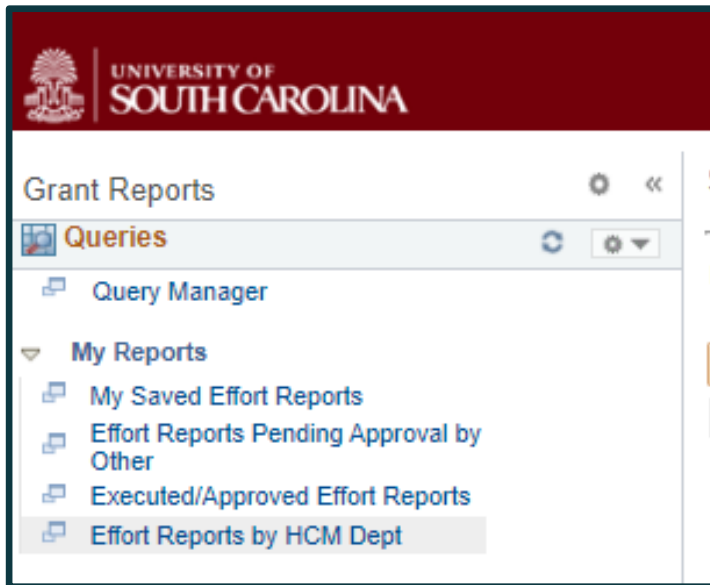 UNIVERSITY OF
SOUTH CAROLINA
Grant Reports
Queries
Query Manager
My Reports
My Saved Effort Reports
Effort Reports Pending Approval by
Other
Executed/Approved Effort Reports
Effort Reports by HCM Dept